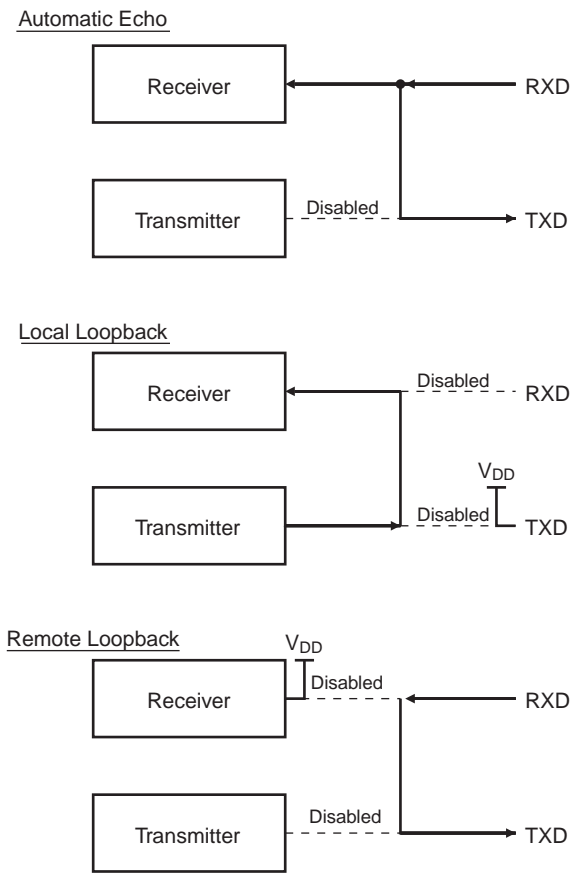 Automatic Echo
Receiver
RXD
Transmitter
Disabled
TXD
Local Loopback
Receiver
Disabled
RXD
VDD
Transmitter
Disabled
TXD
Remote Loopback
VDD
Receiver
Disabled
RXD
Transmitter
Disabled
TXD